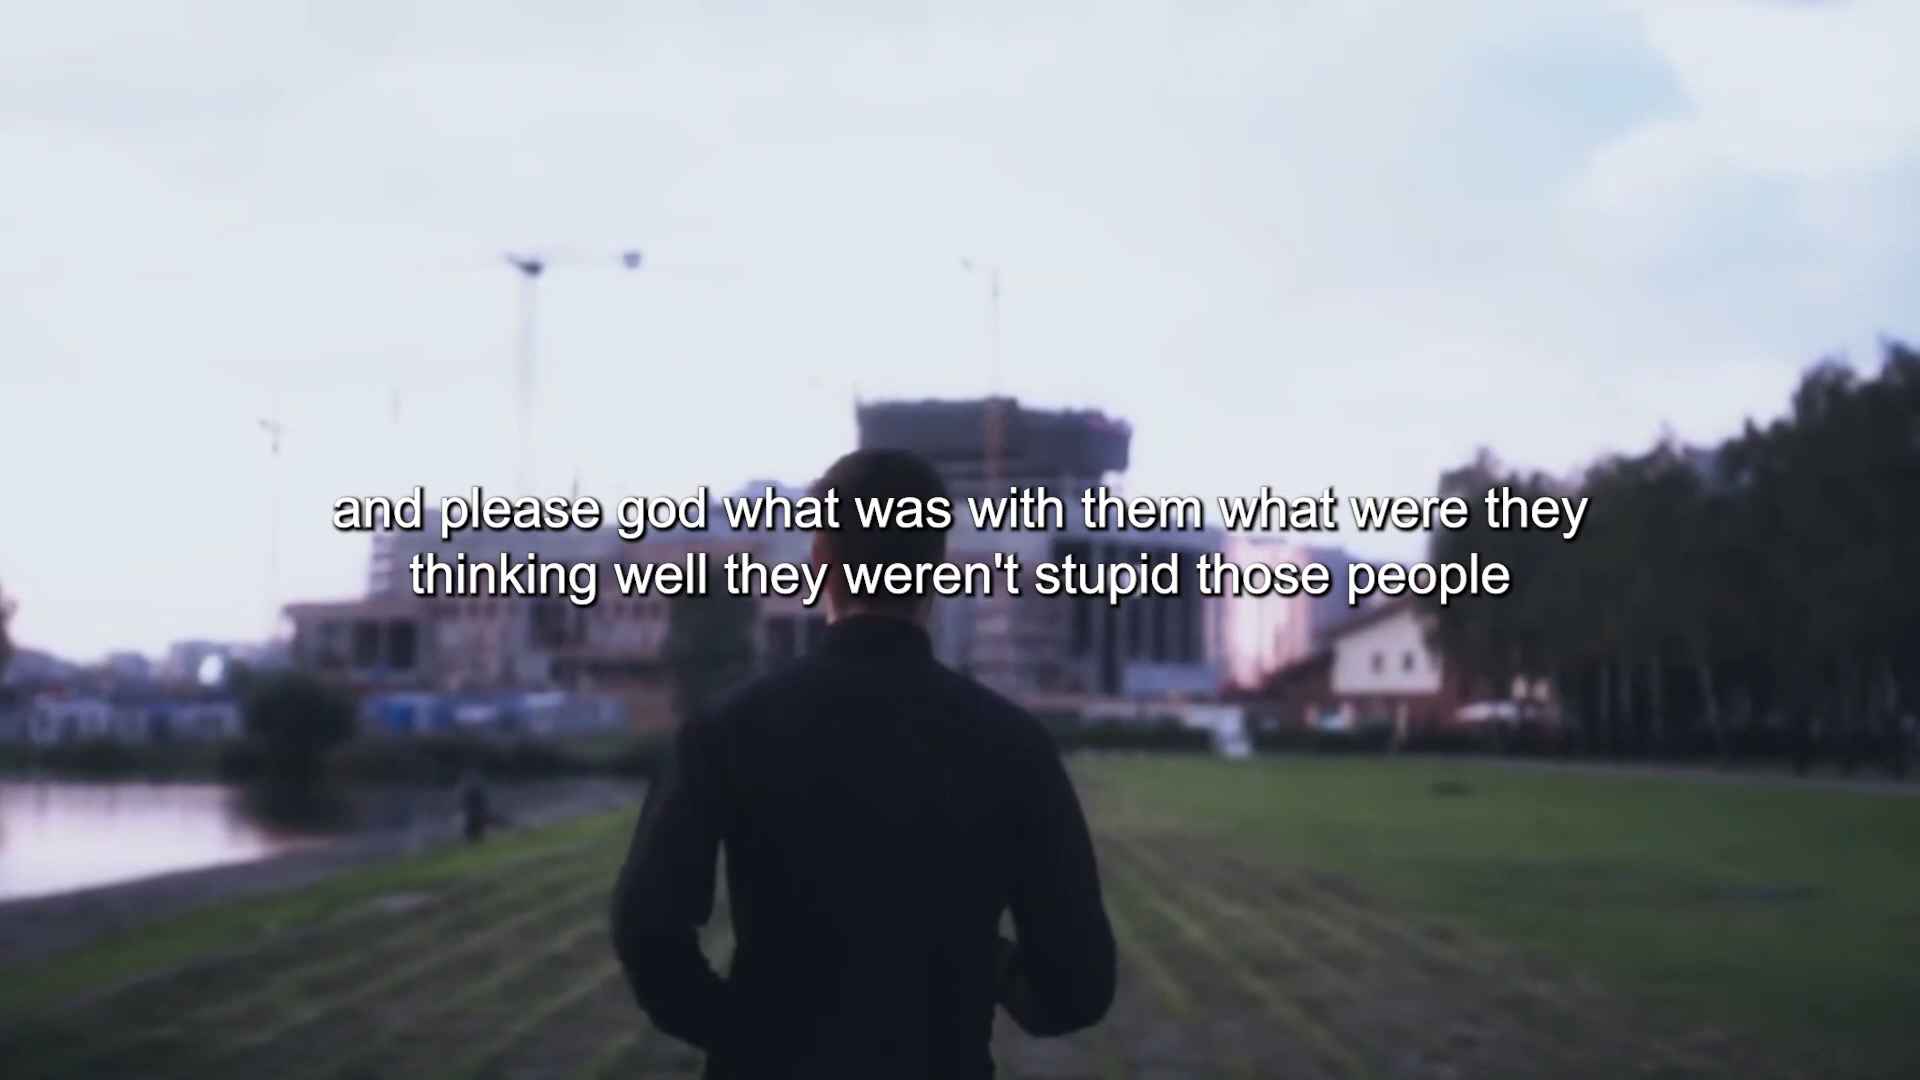 and please god what was with them what were they
thinking well they weren't stupid those people